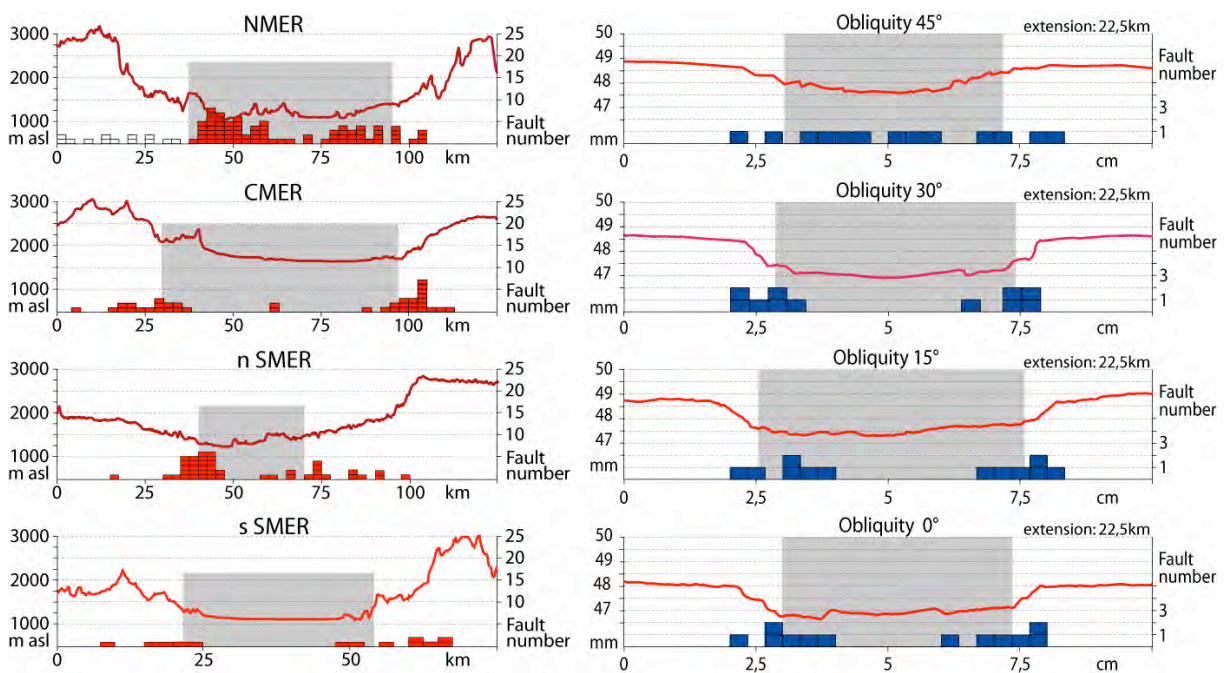 NMER
3000
2000
1000
m asl
25
20
15
10
Fault
number
0
25
50
75
100
km
Obliquity 45°
extension: 22,5km
50
49
48
47
mm
Fault
number
3
1
0
2,5
5
7,5
cm
CMER
3000
2000
1000
m asl
25
20
15
10
Fault
number
0
25
50
75
100
km
Obliquity 30°
extension: 22,5km
50
49
48
47
mm
Fault
number
3
1
0
2,5
5
7,5
cm
n SMER
3000
2000
1000
m asl
25
20
15
10
Fault
number
0
25
50
75
100
km
Obliquity 15°
extension: 22,5km
50
49
48
47
mm
Fault
number
3
1
0
2,5
5
7,5
cm
s SMER
3000
2000
1000
m asl
25
20
15
10
Fault
number
0
25
50
km
Obliquity 0°
extension: 22,5km
50
48
47
mm
Fault
number
3
1
0
2,5
5
7,5
cm